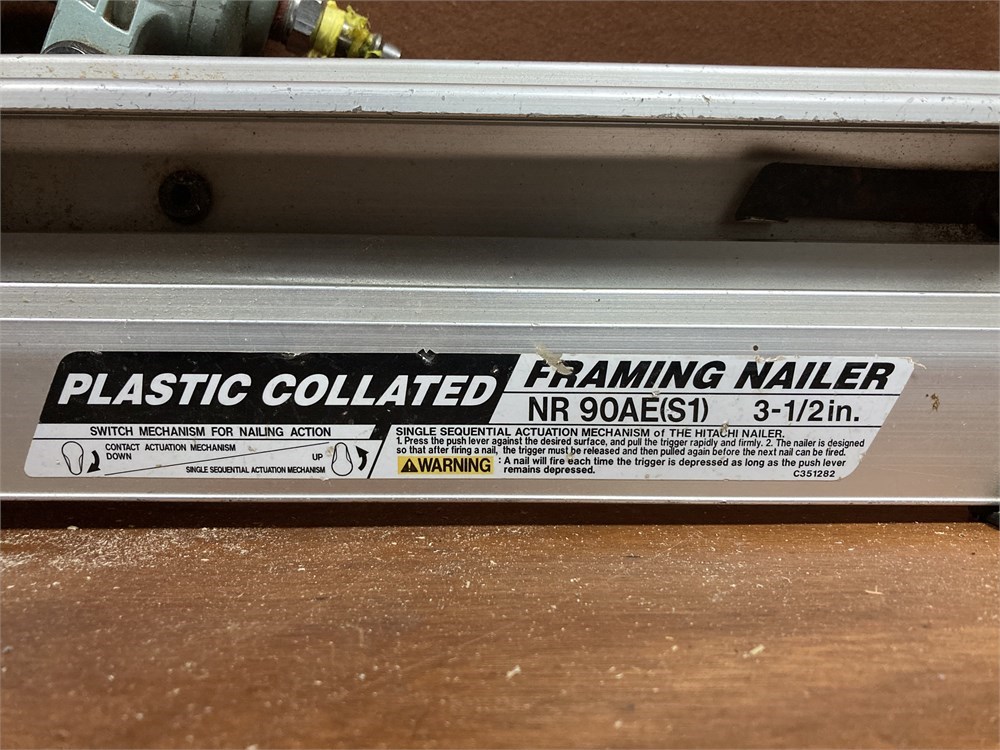 PLASTIC COLLATED
FRAMING NAILER
NR 90AE(S1) 3-1/2in.
SWITCH MECHANISM FOR NAILING ACTION
CONTACT ACTUATION MECHANISM
DOWN
UP
SINGLE SEQUENTIAL ACTUATION MECHANISM
SINGLE SEQUENTIAL ACTUATION MECHANISM of THE HITACHI NAILER.
1. Press the push lever against the desired surface, and pull the trigger rapidly and firmly. 2. The nailer is designed
so that after firing a nail, the trigger must be released and then pulled again before the next nail can be fired.
WARNING : A nail will fire each time the trigger is depressed as long as the push lever
remains depressed.
C351282